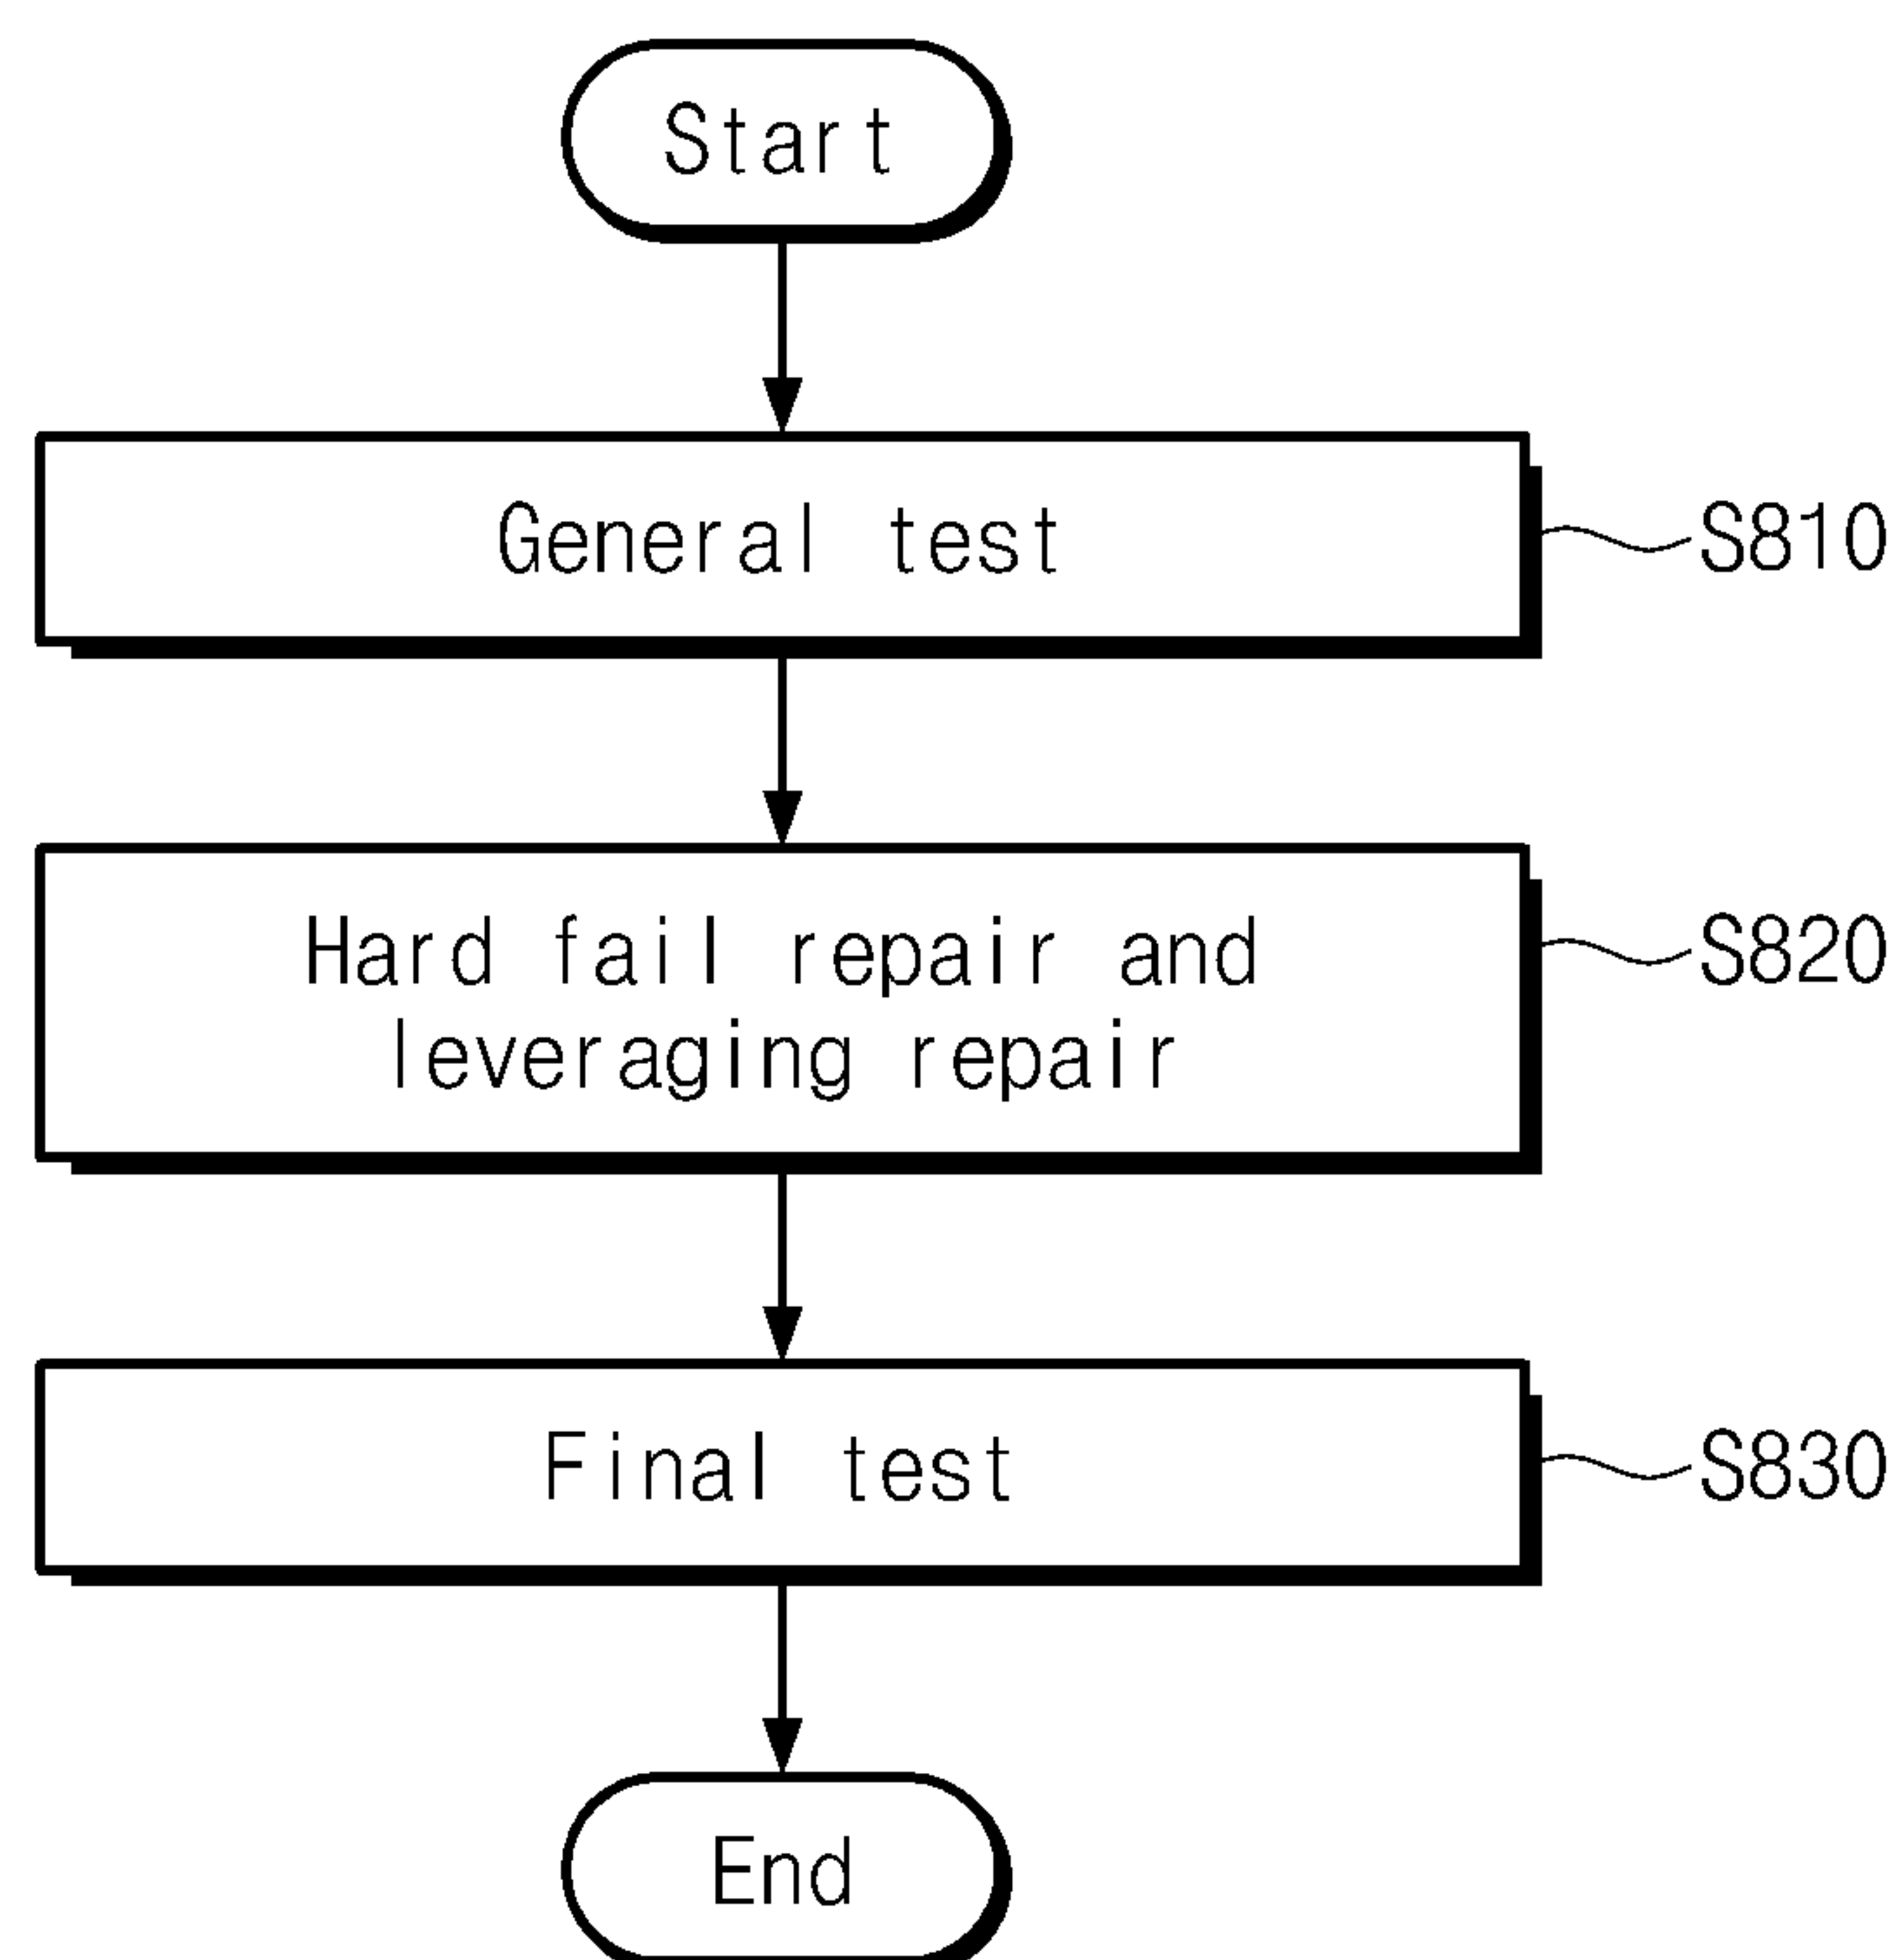 Start
General test
S810
Hard fail repair and
leveraging repair
S820
Final test
S830
End